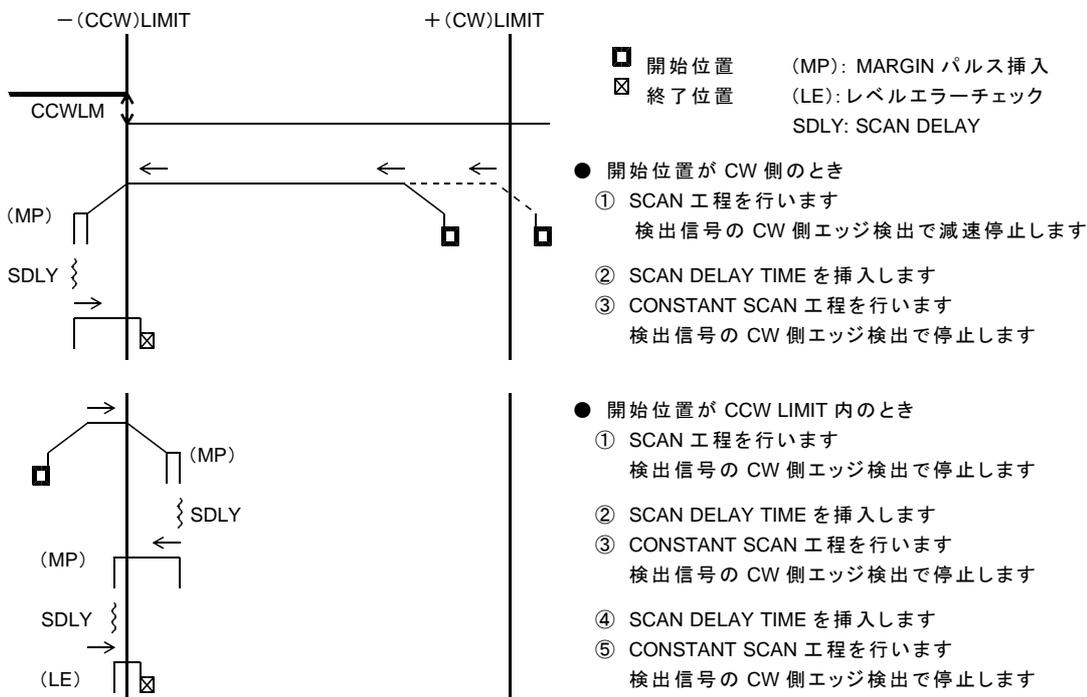 －(CCW)LIMIT
＋(CW)LIMIT
開始位置 (MP): MARGIN パルス挿入
終了位置 (LE):レベルエラーチェック
SDLY: SCAN DELAY
CCWLM
(MP)
SDLY
● 開始位置が CW 側のとき
① SCAN 工程を行います
検出信号の CW 側エッジ検出で減速停止します
② SCAN DELAY TIME を挿入します
③ CONSTANT SCAN 工程を行います
検出信号の CW 側エッジ検出で停止します
(MP)
SDLY
(MP)
SDLY
(LE)
● 開始位置が CCW LIMIT 内のとき
① SCAN 工程を行います
検出信号の CW 側エッジ検出で停止します
② SCAN DELAY TIME を挿入します
③ CONSTANT SCAN 工程を行います
検出信号の CW 側エッジ検出で停止します
④ SCAN DELAY TIME を挿入します
⑤ CONSTANT SCAN 工程を行います
検出信号の CW 側エッジ検出で停止します